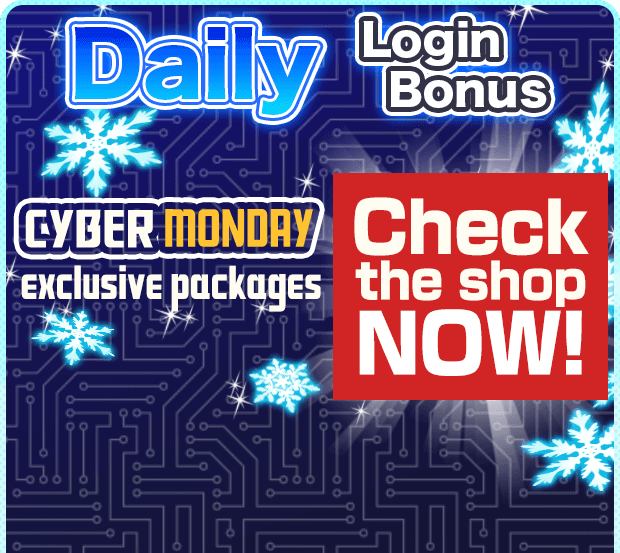 Daily
Login
Bonus
CYBER MONDAY
exclusive packages
Check
the shop
NOW!